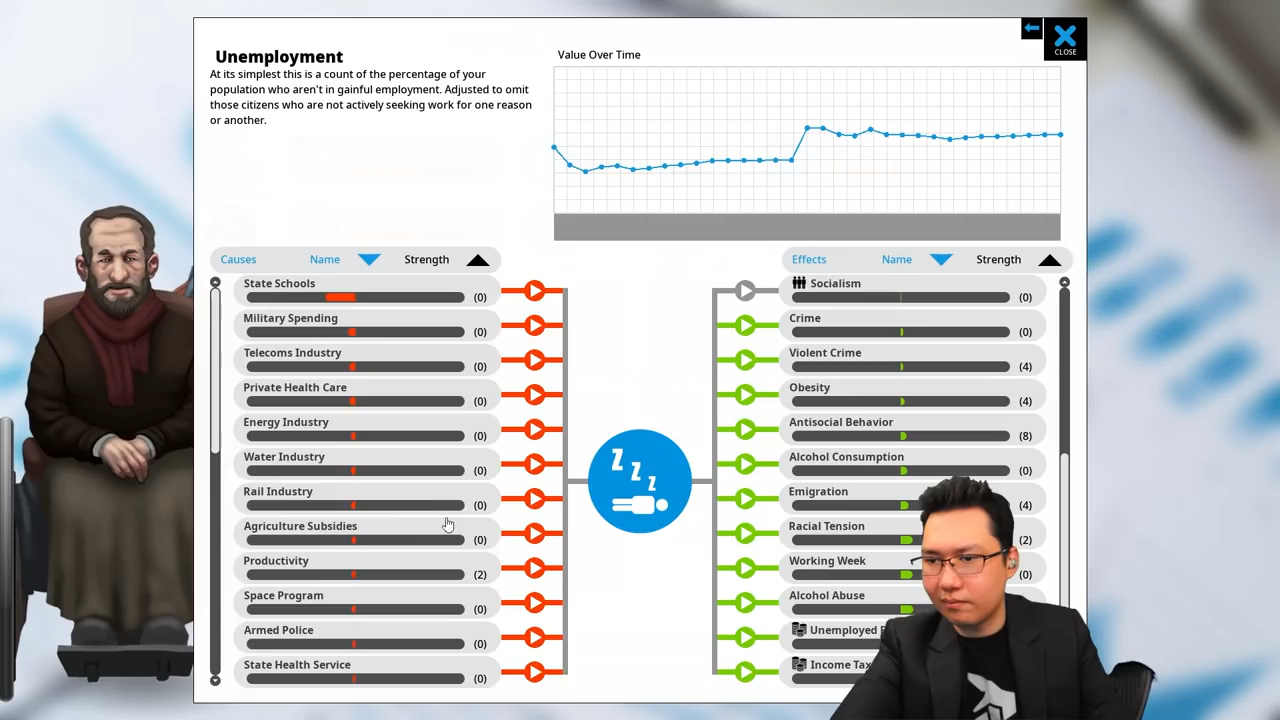 CLOSE
Unemployment
At its simplest this is a count of the percentage of your
population who aren't in gainful employment. Adjusted to omit
those citizens who are not actively seeking work for one reason
or another.
Value Over Time
Causes Name Strength
State Schools
(0)
Military Spending
(0)
Telecoms Industry
(0)
Private Health Care
(0)
Energy Industry
(0)
Water Industry
(0)
Rail Industry
(0)
Agriculture Subsidies
(0)
Productivity
(2)
Space Program
(0)
Armed Police
(0)
State Health Service
(0)
Z Z Z
Effects Name Strength
Socialism
(0)
Crime
(0)
Violent Crime
(4)
Obesity
(4)
Antisocial Behavior
(8)
Alcohol Consumption
(0)
Emigration
(4)
Racial Tension
(2)
Working Week
(0)
Alcohol Abuse
Unemployed
Income Tax